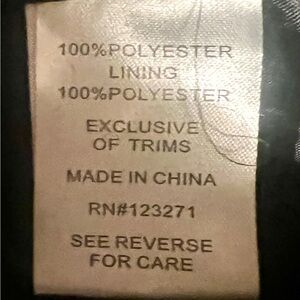 100%POLYESTER
LINING
100%POLYESTER
EXCLUSIVE
OF TRIMS
MADE IN CHINA
RN#123271
SEE REVERSE
FOR CARE